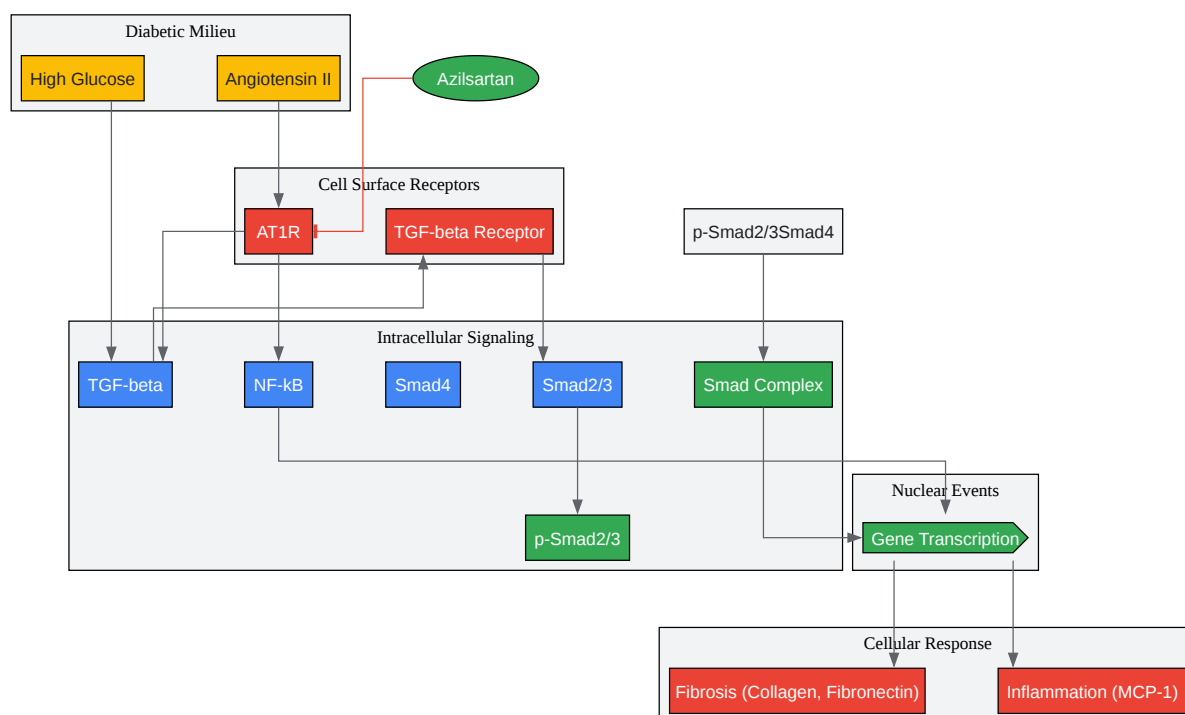 Diabetic Milieu
High Glucose
Angiotensin II
Azilsartan
Cell Surface Receptors
AT1R
TGF-beta Receptor
p-Smad2/3Smad4
Intracellular Signaling
TGF-beta
NF-kB
Smad4
Smad2/3
Smad Complex
Nuclear Events
p-Smad2/3
Gene Transcription
Cellular Response
Fibrosis (Collagen, Fibronectin)
Inflammation (MCP-1)